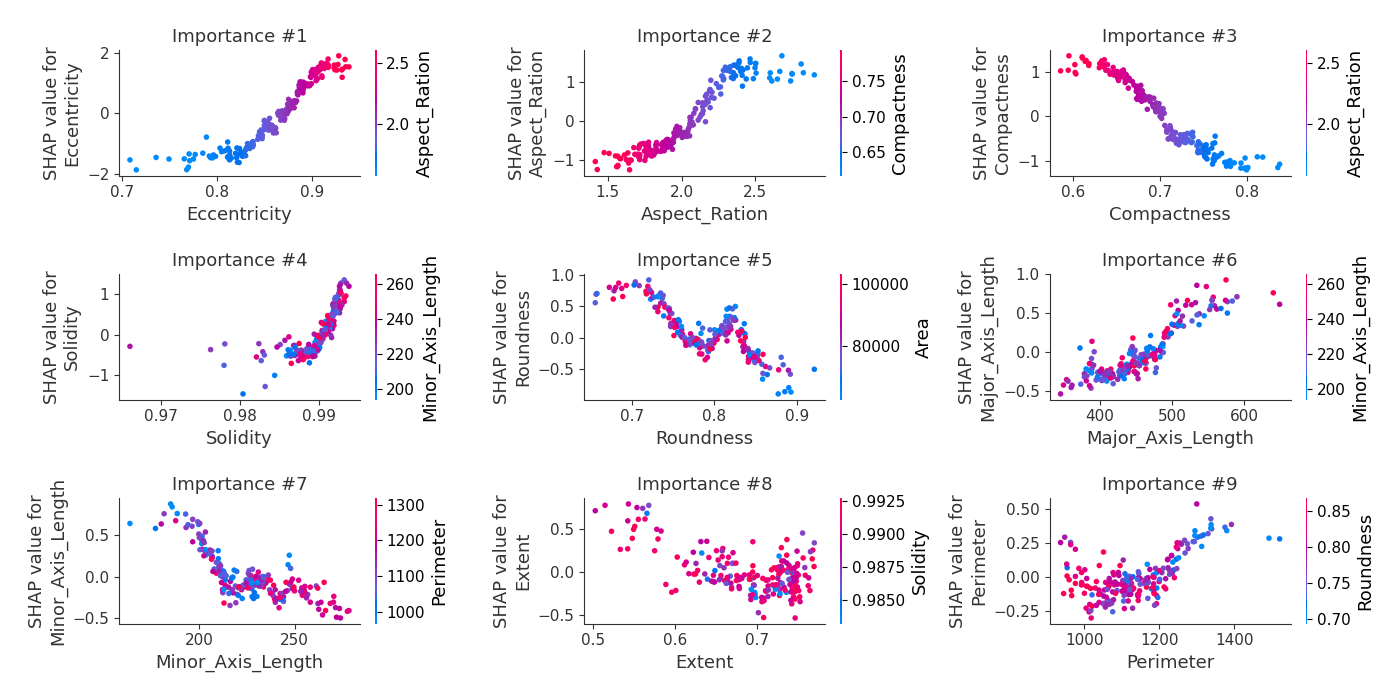 Importance #1
SHAP value for
Eccentricity
2
0
−2
0.7
0.8
0.9
Eccentricity
2.5
2.0
Aspect_Ration
Importance #2
SHAP value for
Aspect_Ration
1
0
−1
1.5
2.0
2.5
Aspect_Ration
0.75
0.70
0.65
Compactness
Importance #3
SHAP value for
Compactness
1
0
−1
0.6
0.7
0.8
Compactness
2.5
2.0
Aspect_Ration
Importance #4
SHAP value for
Solidity
1
0
−1
0.97
0.98
0.99
Solidity
260
240
220
200
Minor_Axis_Length
Importance #5
SHAP value for
Roundness
1.0
0.5
0.0
−0.5
0.7
0.8
0.9
Roundness
100000
80000
Area
Importance #6
SHAP value for
Major_Axis_Length
1.0
0.5
0.0
−0.5
400
500
600
Major_Axis_Length
260
240
220
200
Minor_Axis_Length
Importance #7
SHAP value for
Minor_Axis_Length
0.5
0.0
−0.5
200
250
Minor_Axis_Length
1300
1200
1100
1000
Perimeter
Importance #8
SHAP value for
Extent
0.5
0.0
−0.5
0.5
0.6
0.7
Extent
0.9925
0.9900
0.9875
0.9850
Solidity
Importance #9
SHAP value for
Perimeter
0.50
0.25
0.00
−0.25
1000
1200
1400
Perimeter
0.85
0.80
0.75
0.70
Roundness